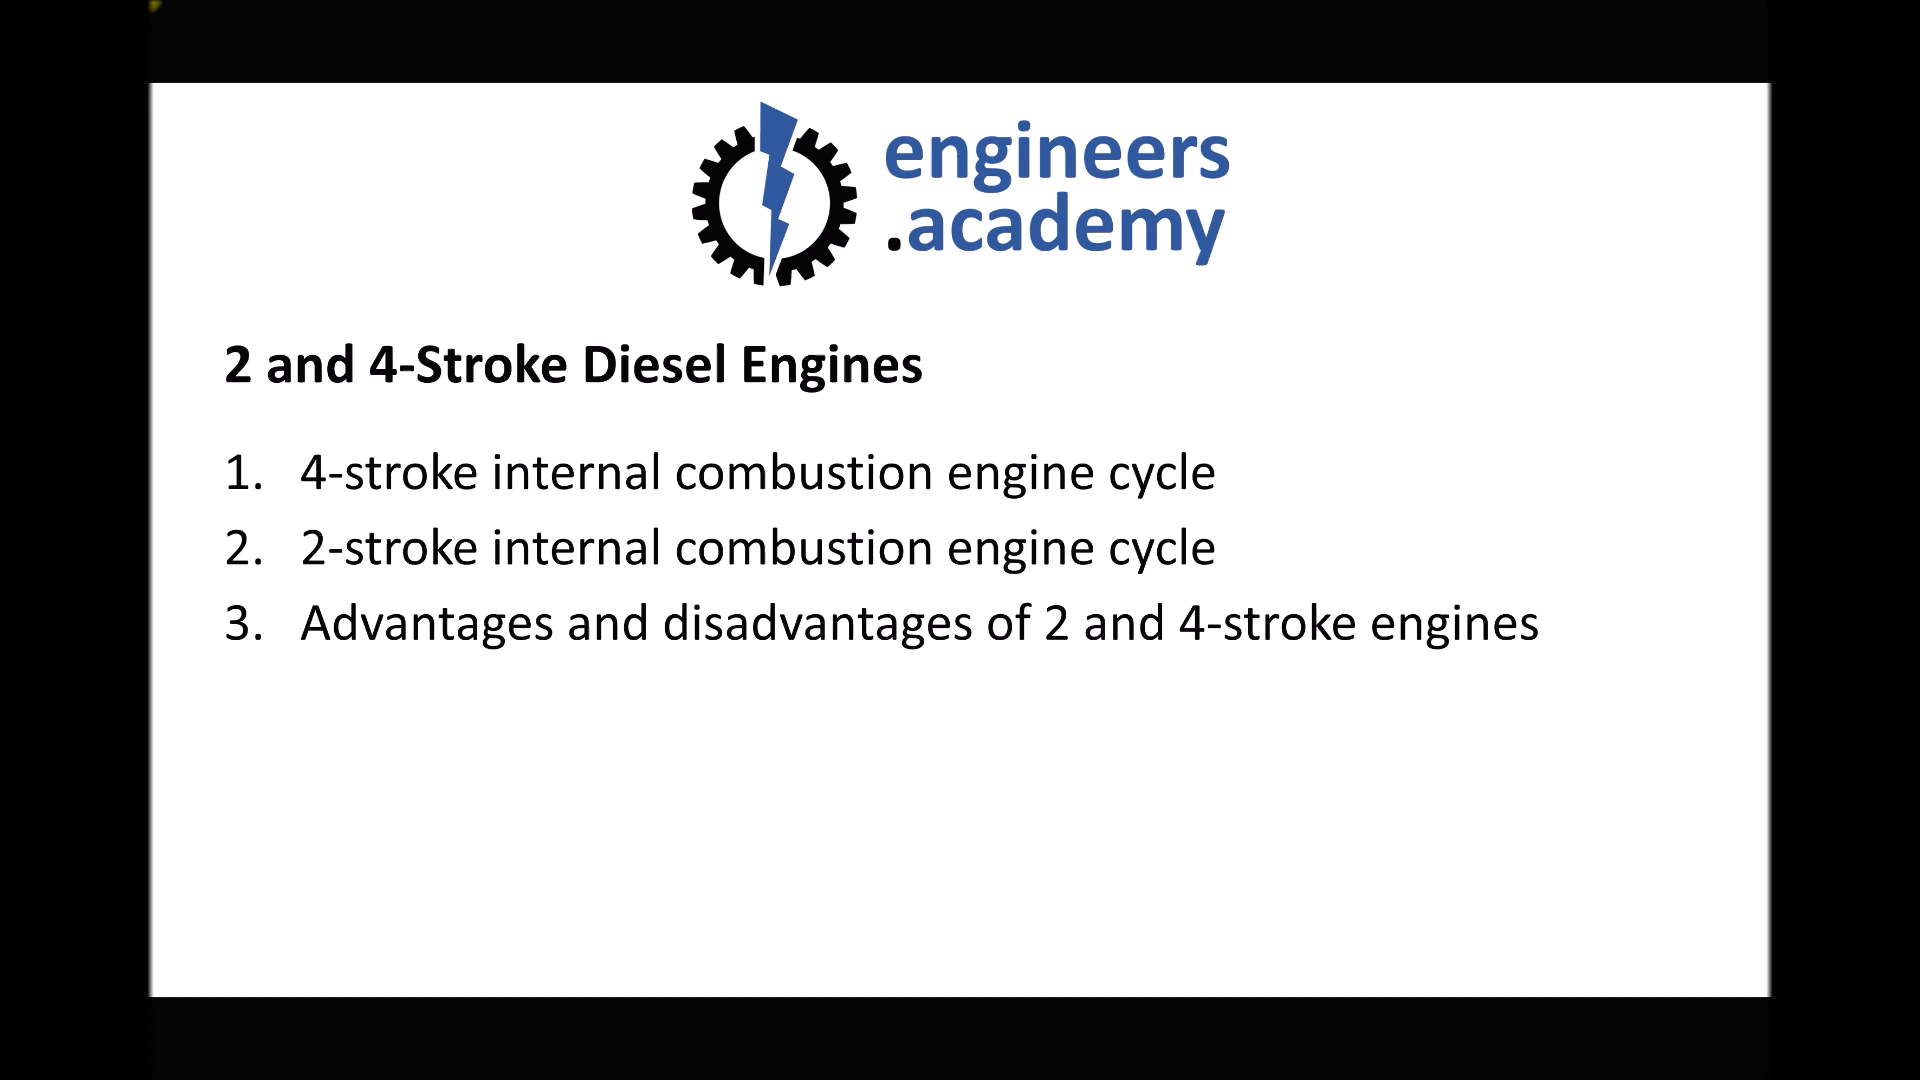 engineers
.academy
2 and 4-Stroke Diesel Engines
1. 4-stroke internal combustion engine cycle
2. 2-stroke internal combustion engine cycle
3. Advantages and disadvantages of 2 and 4-stroke engines